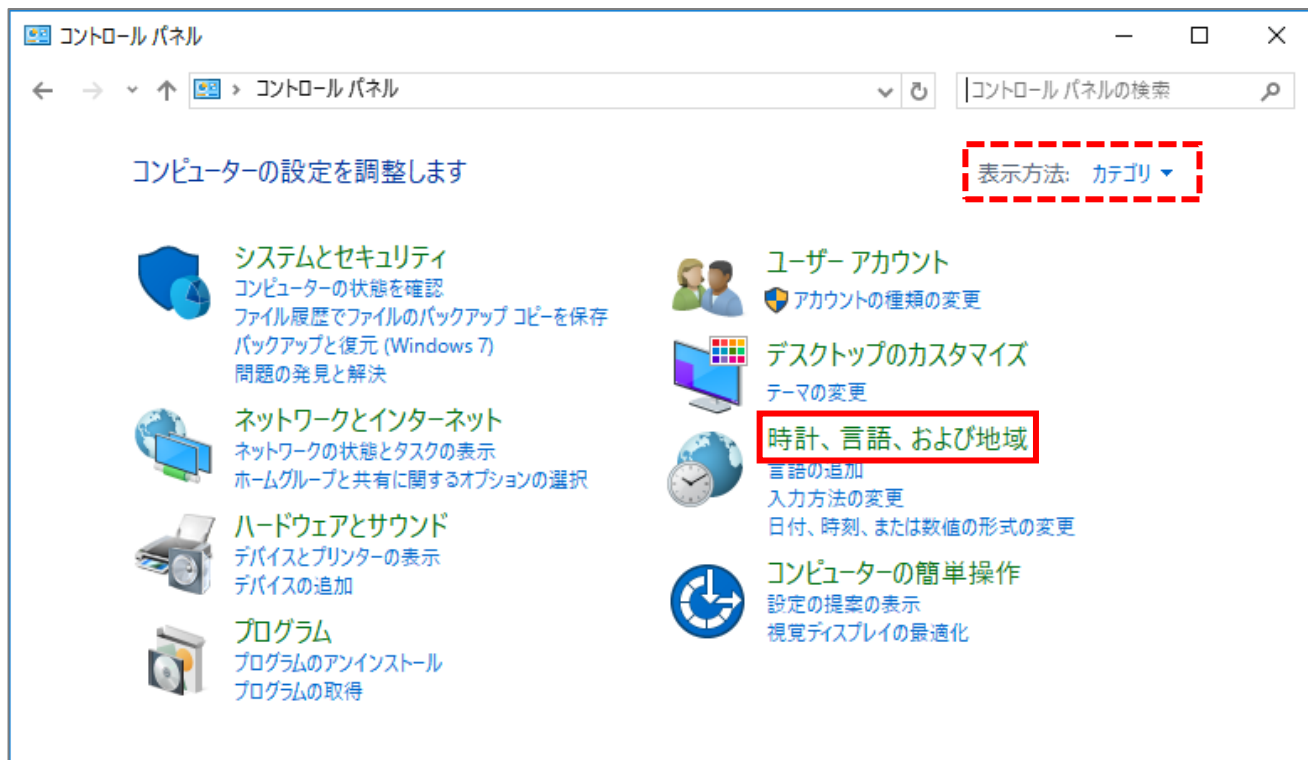 コントロール パネル
コントロール パネル
コントロール パネルの検索
コンピューターの設定を調整します
表示方法: カテゴリ
システムとセキュリティ
コンピューターの状態を確認
ファイル履歴でファイルのバックアップ コピーを保存
バックアップと復元 (Windows 7)
問題の発見と解決
ネットワークとインターネット
ネットワークの状態とタスクの表示
ホームグループと共有に関するオプションの選択
ハードウェアとサウンド
デバイスとプリンターの表示
デバイスの追加
プログラム
プログラムのアンインストール
プログラムの取得
ユーザー アカウント
アカウントの種類の変更
デスクトップのカスタマイズ
テーマの変更
時計、言語、および地域
言語の追加
入力方法の変更
日付、時刻、または数値の形式の変更
コンピューターの簡単操作
設定の提案の表示
視覚ディスプレイの最適化